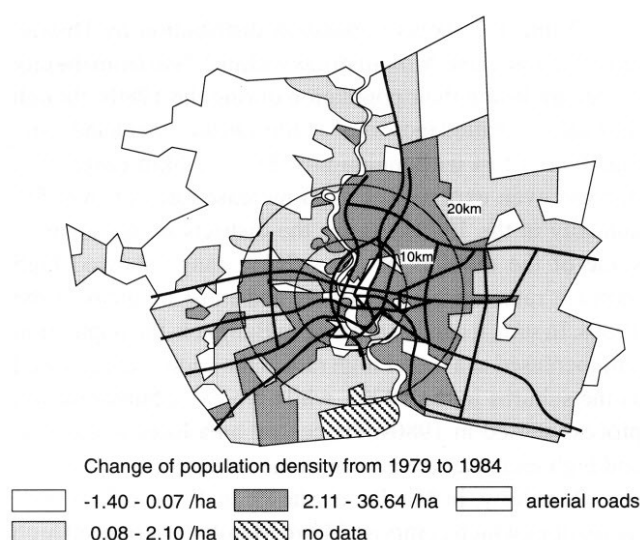 20km
10km
Change of population density from 1979 to 1984
-1.40 - 0.07 /ha 2.11 - 36.64 /ha arterial roads
0.08 - 2.10 /ha no data